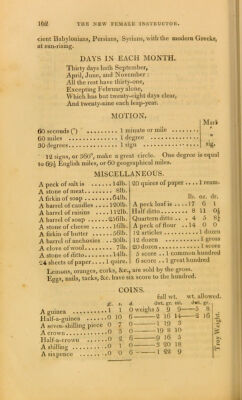 162 THE NEW FEMALE INSTRUCTOR.
cient Babylonians, Persians, Syrians, with the modern Greeks,
at sun-rising.
DAYS IN EACH MONTH.
Thirty days hath September,
April, June, and November:
All the rest have thirty-one,
Excepting February alone,
Which has but twenty-eight days clear,
And twenty-nine each leap-year.
MOTION.
Mark
60 seconds (") .......... 1 minute or mile ........ '
60 miles .......... 1 degree .......... °
30 degrees .......... 1 sign .......... sig.
12 signs, or 360°, make a great circle. One degree is equal
to 69½ English miles, or 60 geographical miles.
MISCELLANEOUS.
A peck of salt is ...... 14lb.
A stone of meat ...... 8lb.
A firkin of soap ...... 64lb.
A barrel of candles .... 120lb.
A barrel of raisins .... 112lb.
A barrel of soap .... 256lb.
A stone of cheese .... 16lb.
A firkin of butter .... 56lb.
A barrel of anchovies .. 30lb.
A clove of wool ...... 7lb.
A stone of ditto ......
24 sheets of paper .... 1 quire.
20 quires of paper .... 1 ream.
lb. oz. dr.
A peck loaf is .... 17 6 1
Half ditto ...... 8 11 0½
Quartern ditto .. 4 5 8¼
A peck of flour .. 14 0 0
12 articles ........ 1 dozen
12 dozen .......... 1 gross
20 dozen .......... 1 score
5 score .. 1 common hundred
6 score .. 1 great hundred
Lemons, oranges, corks, &c., are sold by the gross.
Eggs, nails, tacks, &c. have six score to the hundred.
COINS.
full wt. wt. allowed.
£. s. d. dwt. gr. mi. dwt. gr.
A guinea .......... 1 1 0 weighs 5 9 9 — 5 8
Half-a-guinea ...... 0 10 6 — 2 16 14 — 2 16
A seven-shilling piece 0 7 0 — 1 19 3
A crown .......... 0 5 0 — 19 8 10
Half-a-crown ...... 0 2 6 — 9 16 5
A shilling ........ 0 1 0 — 3 20 18
A sixpence ........ 0 0 6 — 1 22 9
Troy Weight.